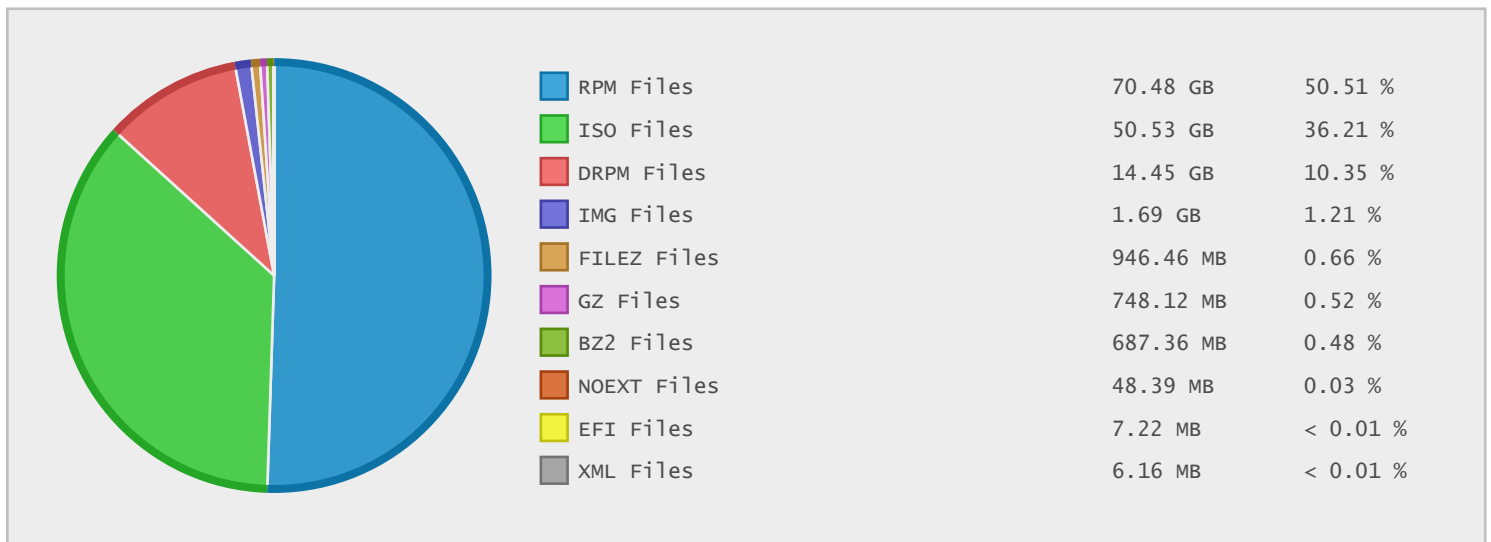 RPM Files 70.48 GB 50.51 %
ISO Files 50.53 GB 36.21 %
DRPM Files 14.45 GB 10.35 %
IMG Files 1.69 GB 1.21 %
FILEZ Files 946.46 MB 0.66 %
GZ Files 748.12 MB 0.52 %
BZ2 Files 687.36 MB 0.48 %
NOEXT Files 48.39 MB 0.03 %
EFI Files 7.22 MB < 0.01 %
XML Files 6.16 MB < 0.01 %